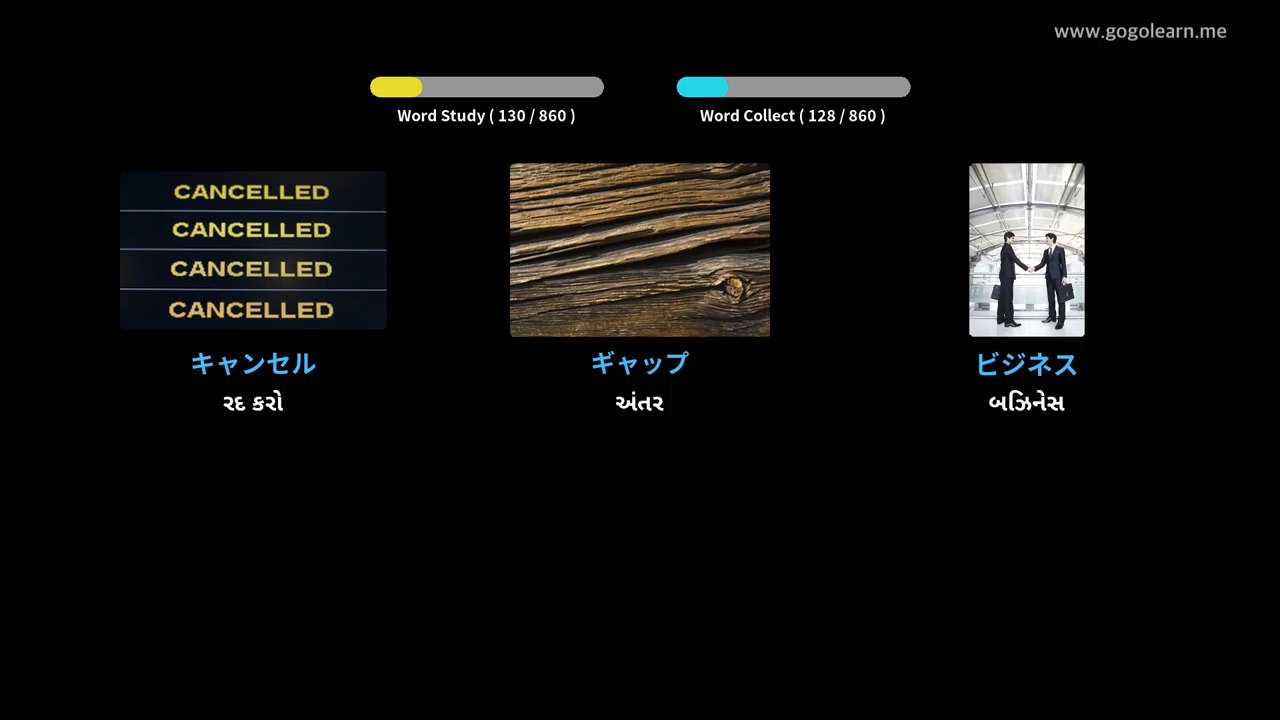 www.gogolearn.me
Word Study ( 130 / 860 )
Word Collect ( 128 / 860 )
CANCELLED
CANCELLED
CANCELLED
CANCELLED
キャンセル
ギャップ
ビジネス
રદ કરો
અંતર
બઝિનેસ